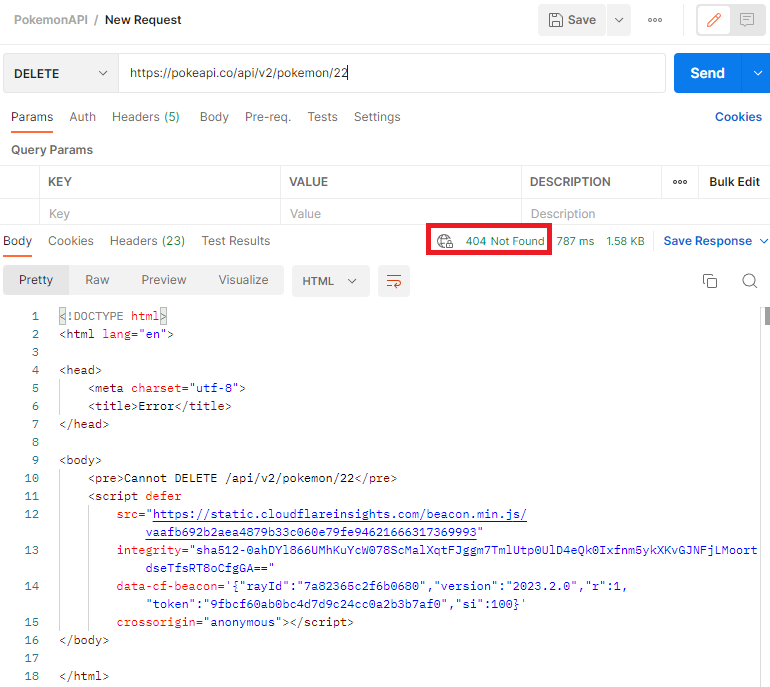 PokemonAPI / New Request
Save
DELETE https://pokeapi.co/api/v2/pokemon/22 Send
Params Auth Headers (5) Body Pre-req. Tests Settings Cookies
Query Params
KEY VALUE DESCRIPTION Bulk Edit
Key Value Description
Body Cookies Headers (23) Test Results 404 Not Found 787 ms 1.58 KB Save Response
Pretty Raw Preview Visualize HTML
1 <!DOCTYPE html>
2 <html lang="en">
3
4 <head>
5 <meta charset="utf-8">
6 <title>Error</title>
7 </head>
8
9 <body>
10 <pre>Cannot DELETE /api/v2/pokemon/22</pre>
11 <script defer
12 src="https://static.cloudflareinsights.com/beacon.min.js/
vaafb692b2aea4879b33c060e79fe94621666317369993"
13 integrity="sha512-0ahDYl866UMhKuYcW078ScMalXqtFJggm7TmlUtp0UlD4eQk0Ixfnm5ykXKvGJNFjLMoort
dseTfsRT8oCfgGA=="
14 data-cf-beacon='{"rayId":"7a82365c2f6b0680","version":"2023.2.0","r":1,
"token":"9fbcf60ab0bc4d7d9c24cc0a2b3b7af0","si":100}'
15 crossorigin="anonymous"></script>
16 </body>
17
18 </html>